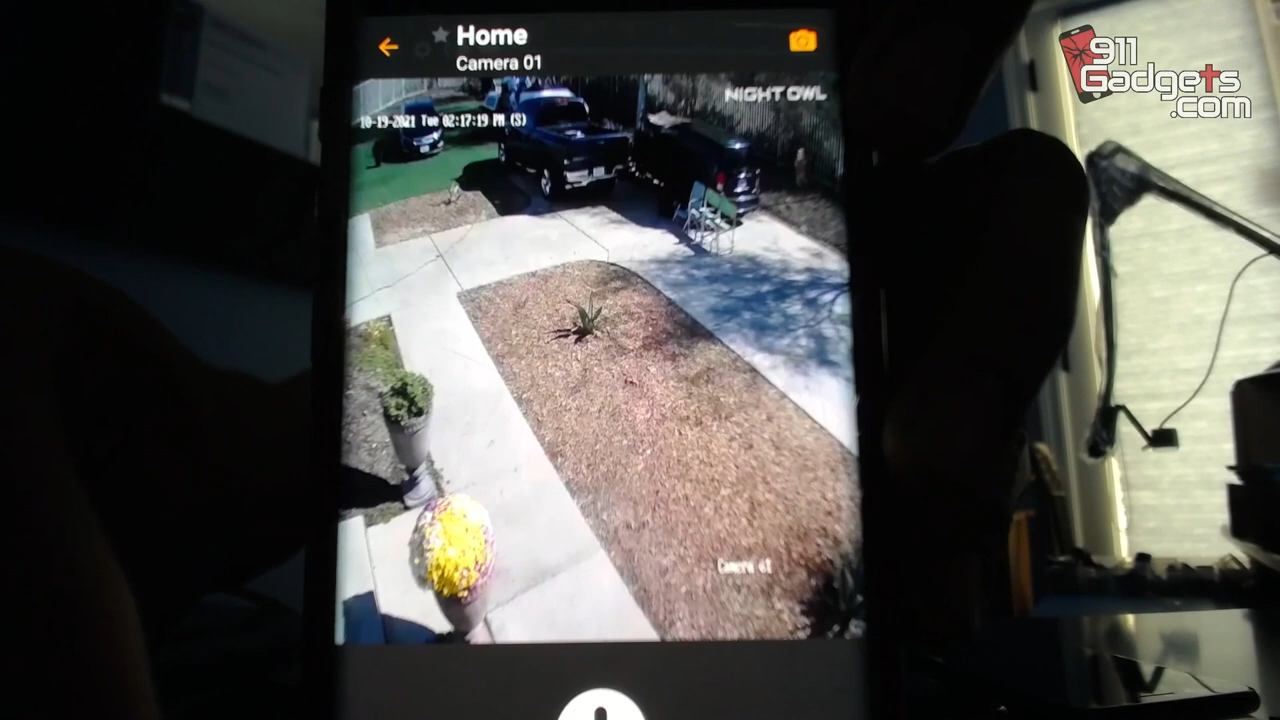 Home
Camera 01
NIGHT OWL
10-19-2021 Tue 02:17:19 PM (S)
Camera 01
911
Gadgets
.com